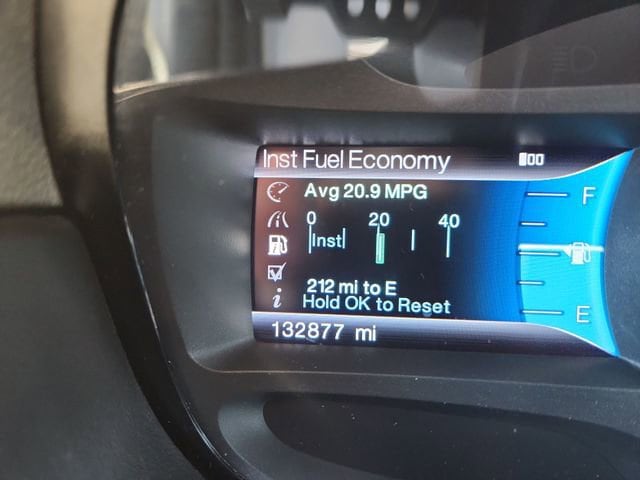 Inst Fuel Economy
Avg 20.9 MPG
F
0 20 40
Inst
212 mi to E
i Hold OK to Reset
E
132877 mi